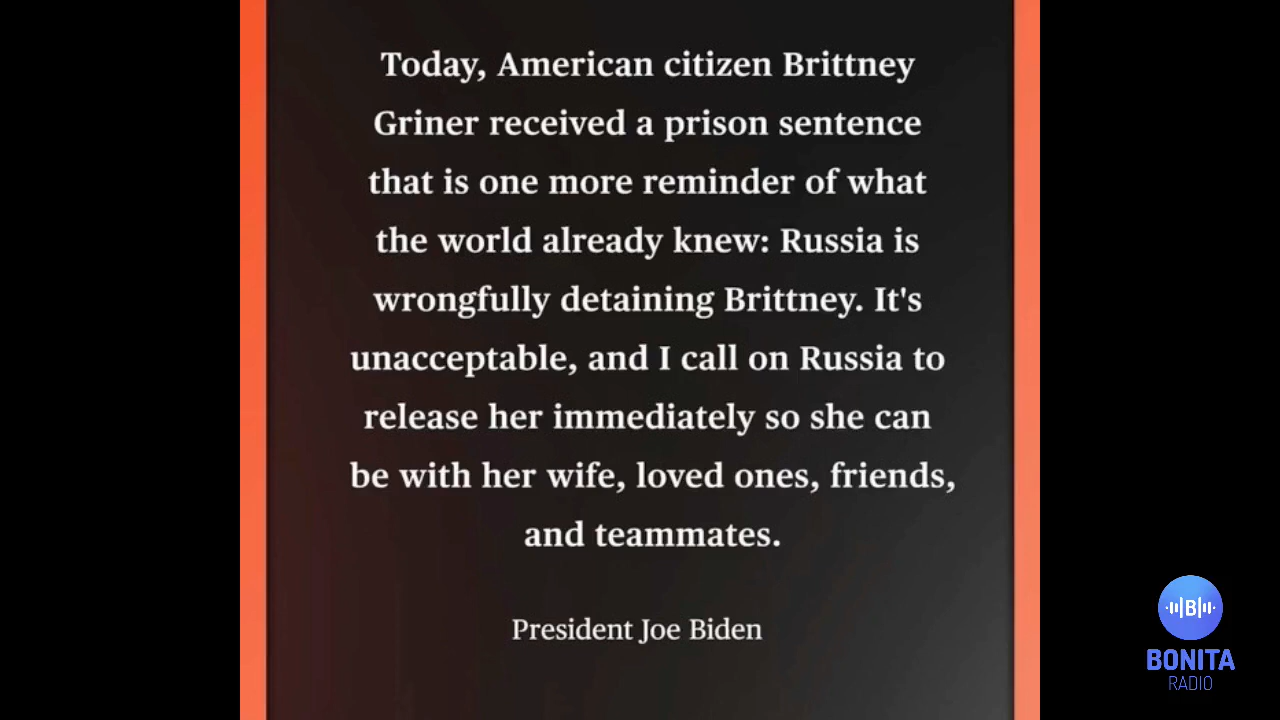 Today, American citizen Brittney
Griner received a prison sentence
that is one more reminder of what
the world already knew: Russia is
wrongfully detaining Brittney. It's
unacceptable, and I call on Russia to
release her immediately so she can
be with her wife, loved ones, friends,
and teammates.
President Joe Biden
B
BONITA
RADIO